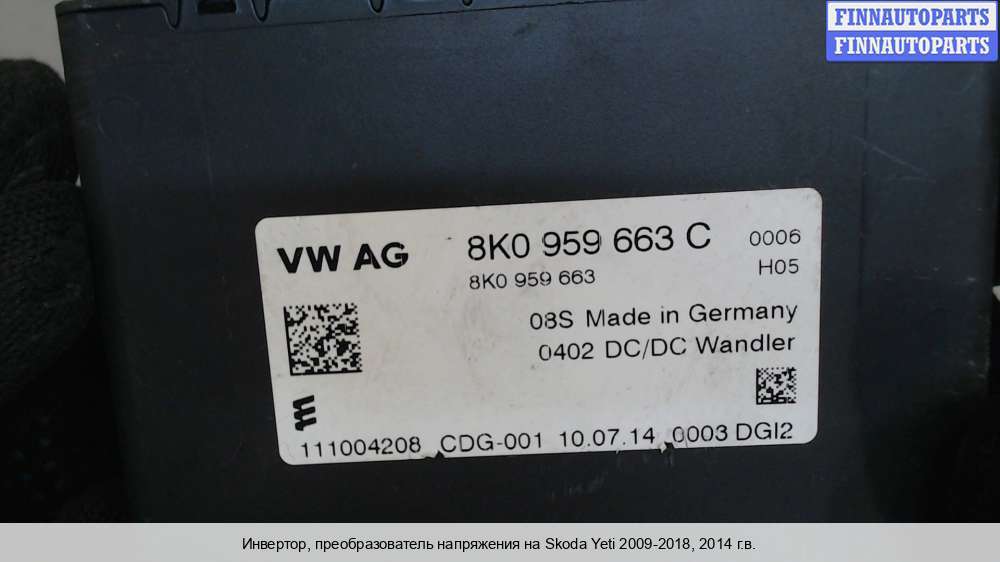 FINNAUTOPARTS
FINNAUTOPARTS
VW AG
8K0 959 663 C 0006
8K0 959 663 H05
08S Made in Germany
0402 DC/DC Wandler
111004208 CDG-001 10.07.14 0003 DGI2
Инвертор, преобразователь напряжения на Skoda Yeti 2009-2018, 2014 г.в.